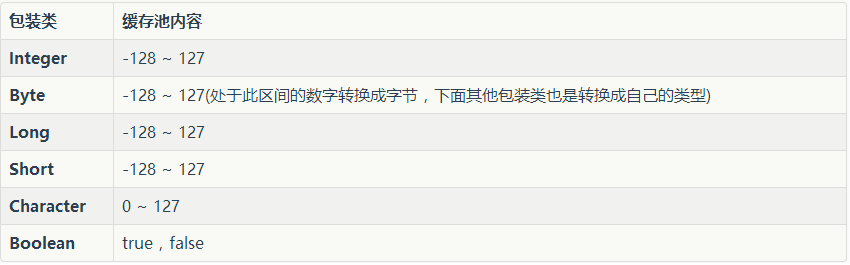 包装类 缓存池内容
Integer -128 ~ 127
Byte -128 ~ 127(处于此区间的数字转换成字节，下面其他包装类也是转换成自己的类型)
Long -128 ~ 127
Short -128 ~ 127
Character 0 ~ 127
Boolean true，false